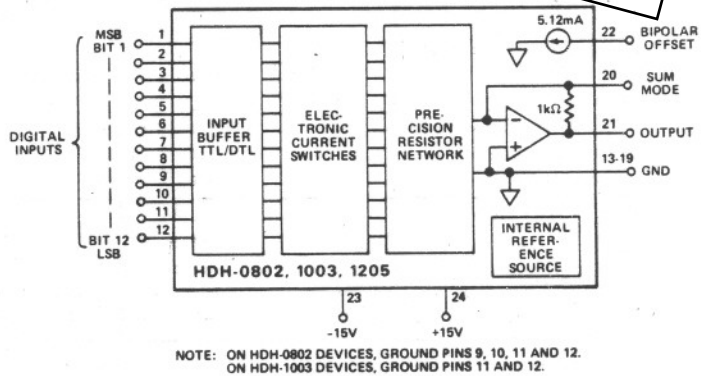 5.12mA
MSB
BIT 1
1
2
3
4
5
6
7
8
9
10
11
12
BIT 12
LSB
DIGITAL
INPUTS
INPUT
BUFFER
TTL/DTL
ELEC-
TRONIC
CURRENT
SWITCHES
PRE-
CISION
RESISTOR
NETWORK
1kΩ
−
+
22
BIPOLAR
OFFSET
20
SUM
MODE
21
OUTPUT
13-19
GND
INTERNAL
REFER-
ENCE
SOURCE
HDH-0802, 1003, 1205
23
24
-15V
+15V
NOTE: ON HDH-0802 DEVICES, GROUND PINS 9, 10, 11 AND 12.
ON HDH-1003 DEVICES, GROUND PINS 11 AND 12.